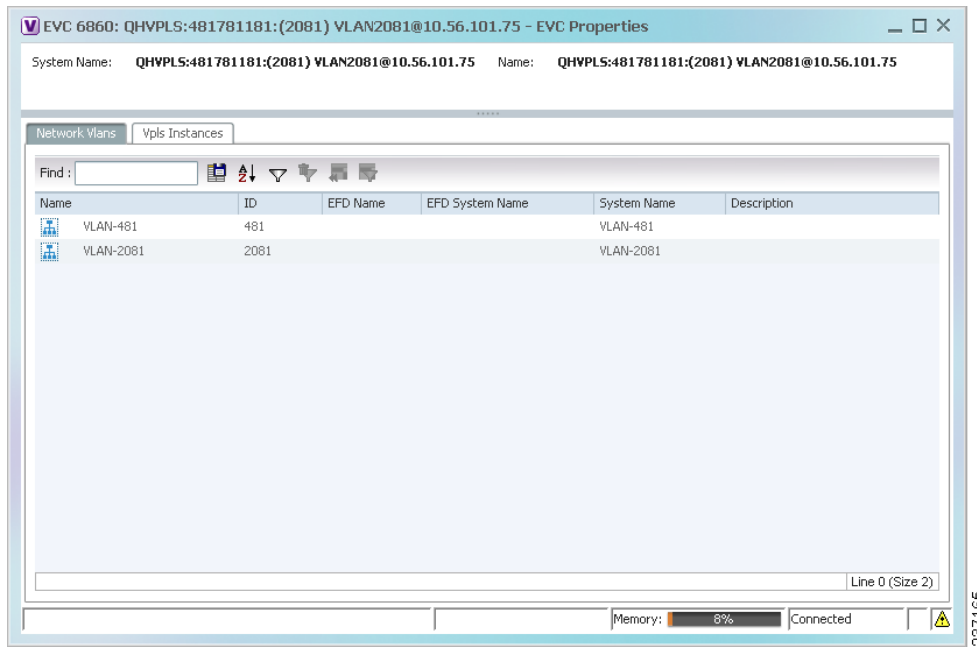 EVC 6860: QHVPLS:481781181:(2081) VLAN2081@10.56.101.75 - EVC Properties
System Name: QHVPLS:481781181:(2081) VLAN2081@10.56.101.75 Name: QHVPLS:481781181:(2081) VLAN2081@10.56.101.75
Network Vlans Vpls Instances
Find :
Name ID EFD Name EFD System Name System Name Description
VLAN-481 481 VLAN-481
VLAN-2081 2081 VLAN-2081
Line 0 (Size 2)
Memory: 8% Connected